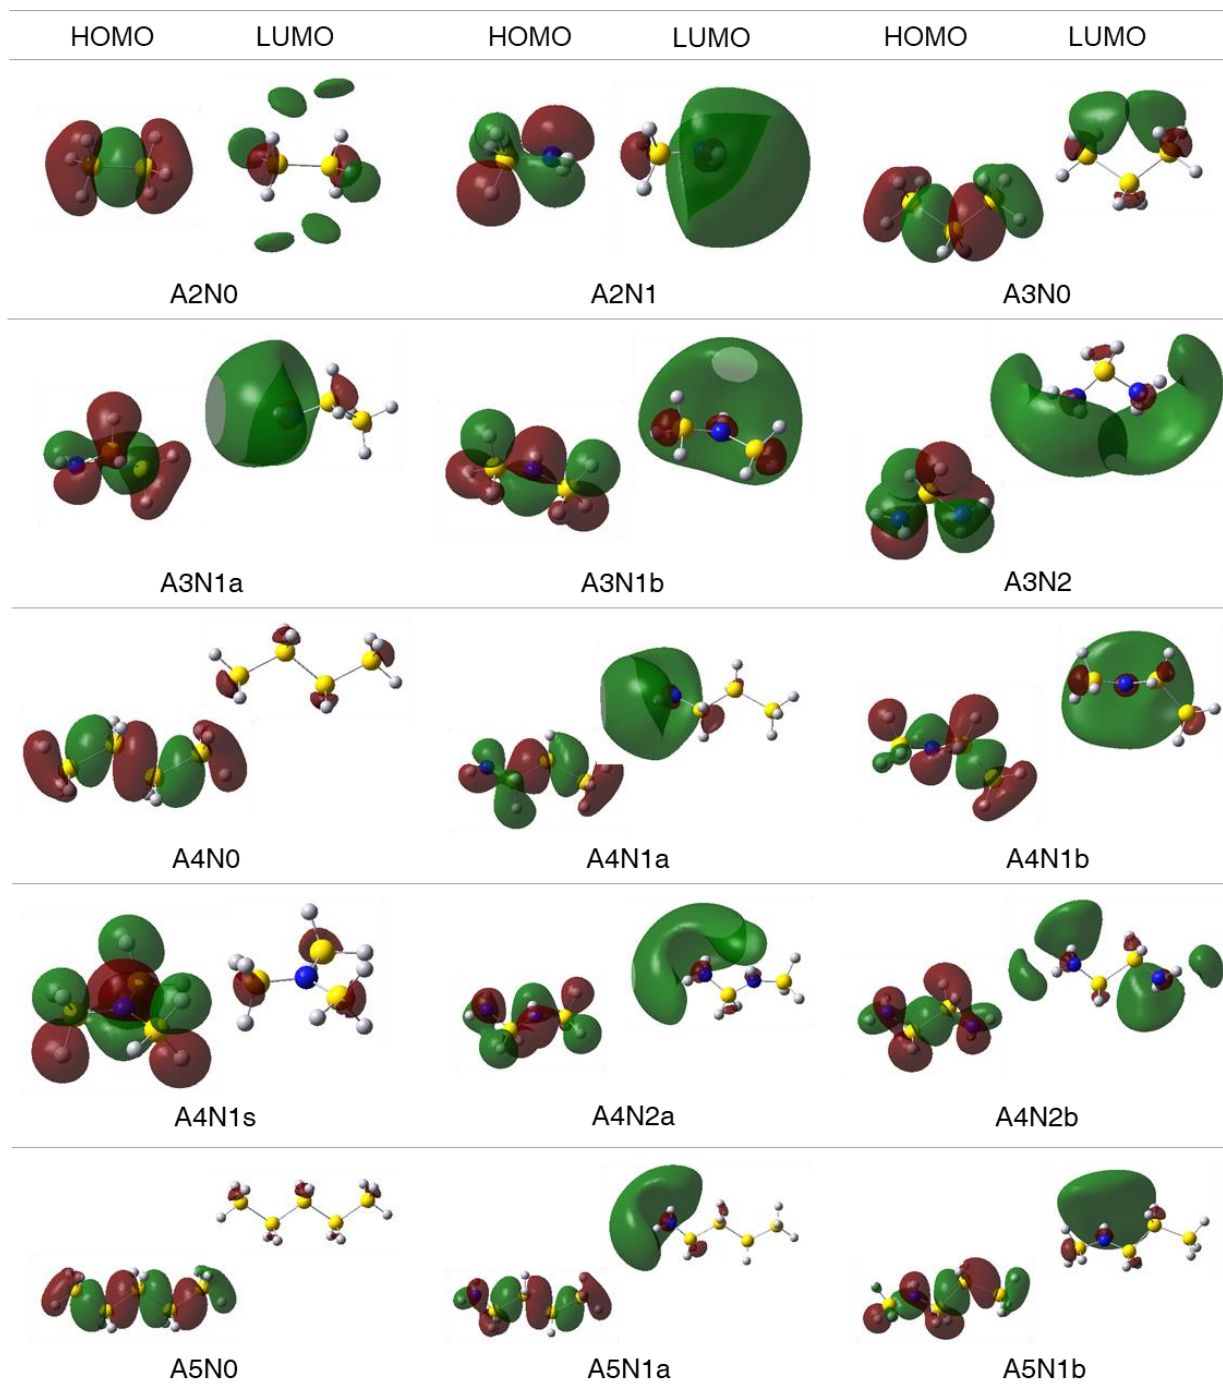 HOMO LUMO HOMO LUMO HOMO LUMO
A2N0 A2N1 A3N0
A3N1a A3N1b A3N2
A4N0 A4N1a A4N1b
A4N1s A4N2a A4N2b
A5N0 A5N1a A5N1b